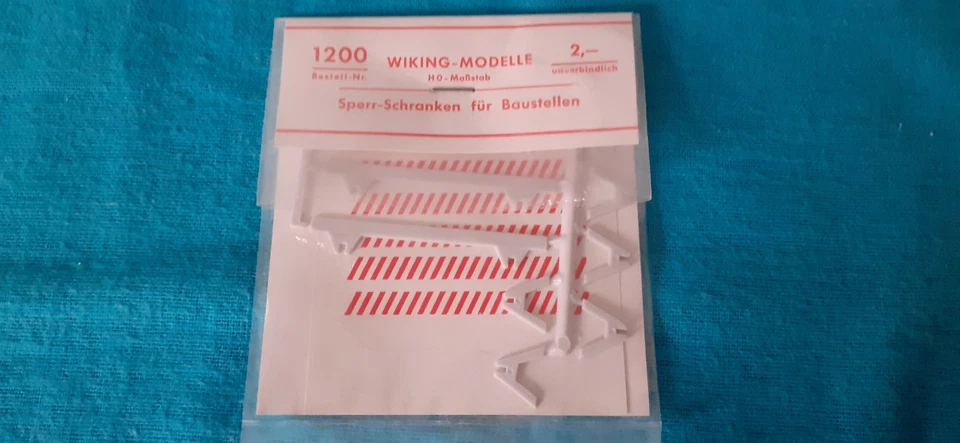 1200
Bestell-Nr.
WIKING-MODELLE
H0-Maßstab
2,—
unverbindlich
Sperr-Schranken für Baustellen